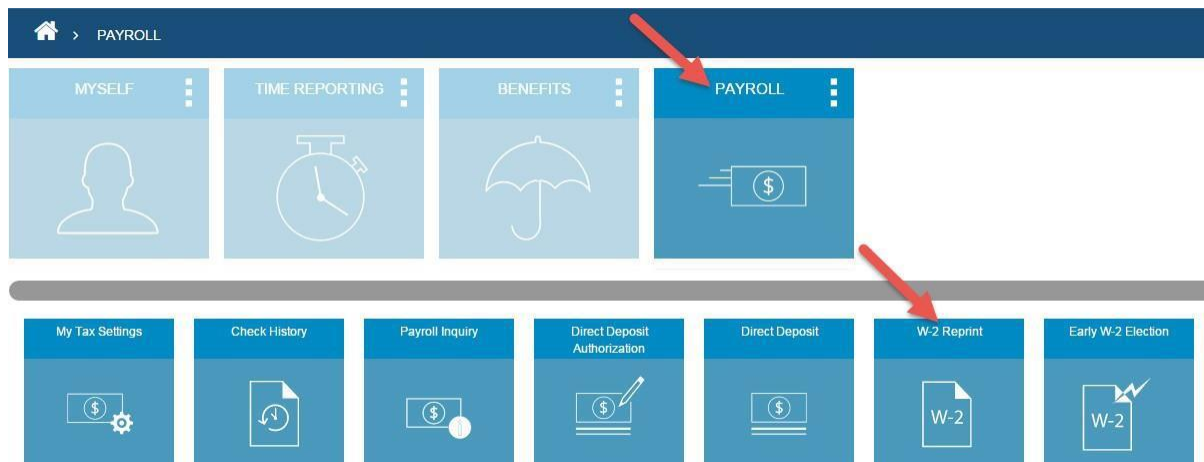 > PAYROLL
MYSELF
TIME REPORTING
BENEFITS
PAYROLL
$
My Tax Settings
Check History
Payroll Inquiry
Direct Deposit
Authorization
Direct Deposit
W-2 Reprint
Early W-2 Election
$
$
$
$
W-2
W-2